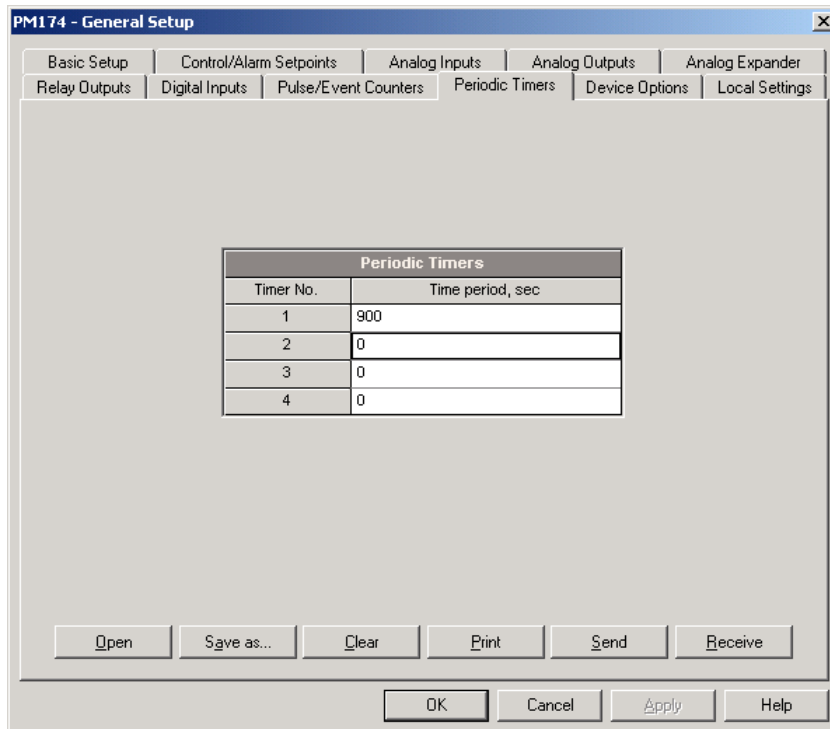 PM174 - General Setup
Basic Setup Control/Alarm Setpoints Analog Inputs Analog Outputs Analog Expander
Relay Outputs Digital Inputs Pulse/Event Counters Periodic Timers Device Options Local Settings
Periodic Timers
Timer No. Time period, sec
1 900
2 0
3 0
4 0
Open Save as... Clear Print Send Receive
OK Cancel Apply Help